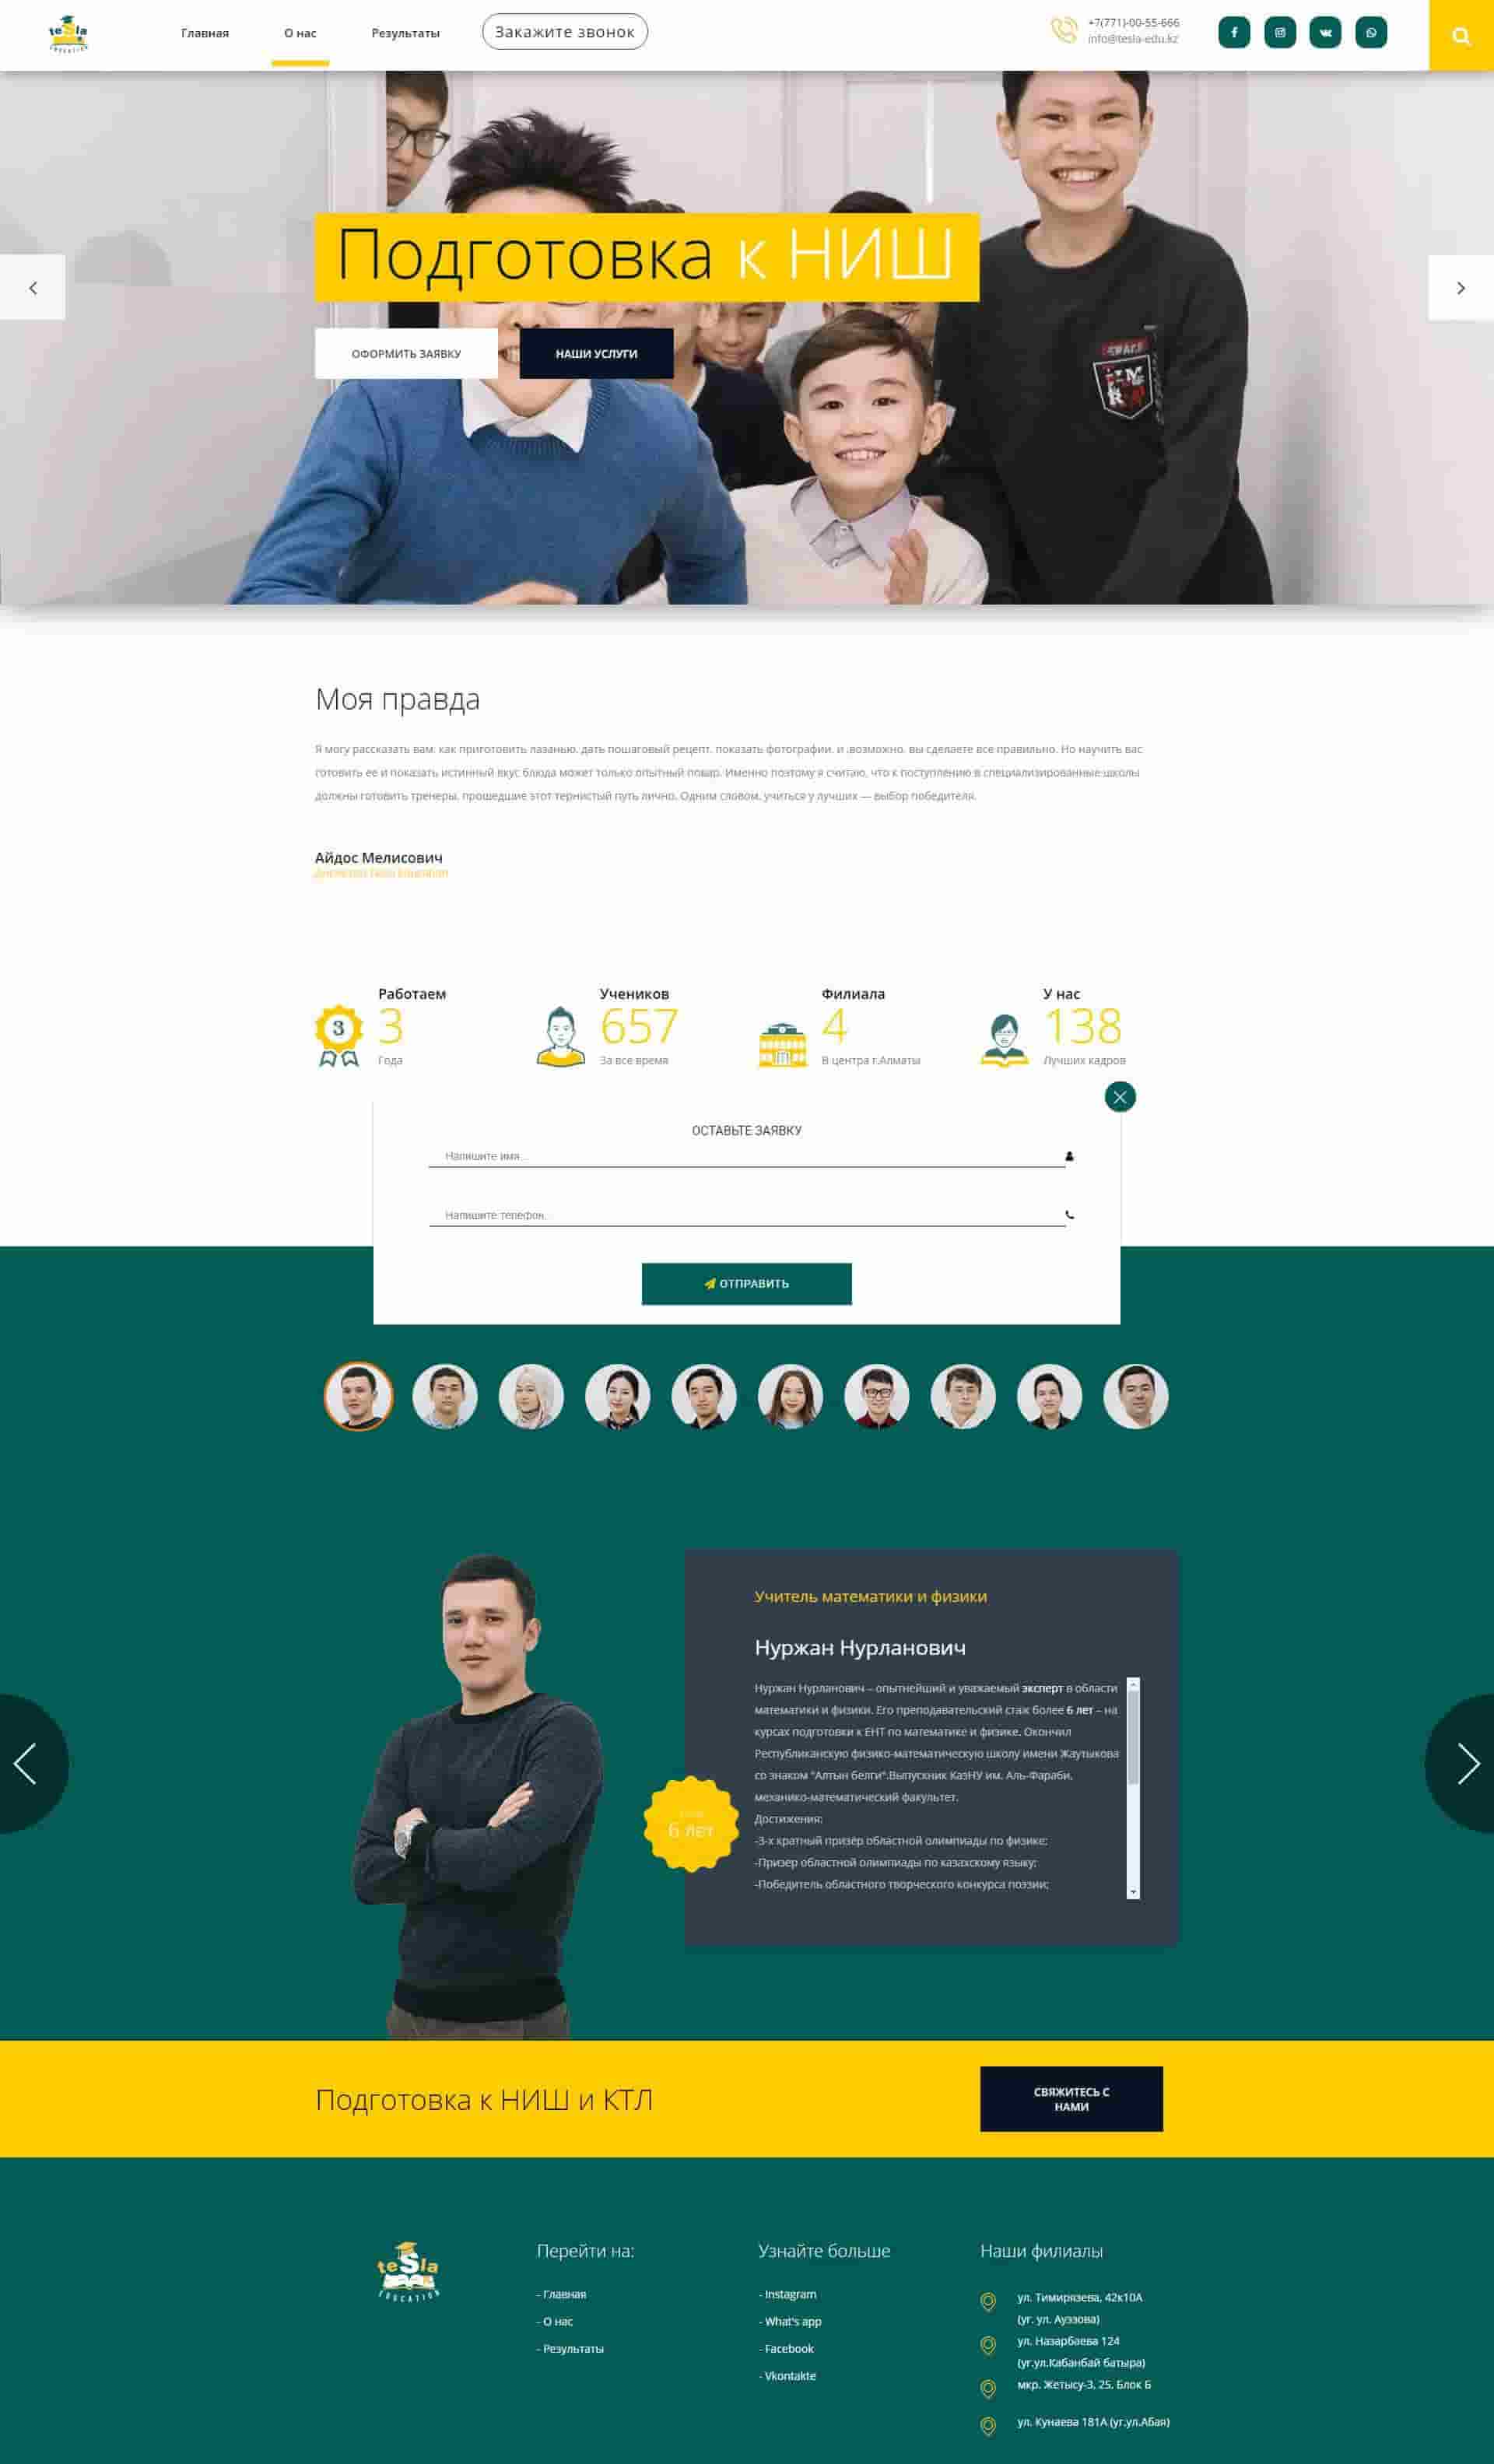 tesla
EDUCATION
Главная
О нас
Результаты
Закажите звонок
+7(771)-00-55-666
info@tesla-edu.kz
Подготовка к НИШ
ОФОРМИТЬ ЗАЯВКУ
НАШИ УСЛУГИ
Моя правда
Я могу рассказать вам: как приготовить лазанью, дать пошаговый рецепт, показать фотографии, и ,возможно, вы сделаете все правильно. Но научить вас
готовить ее и показать истинный вкус блюда может только опытный повар. Именно поэтому я считаю, что к поступлению в специализированные школы
должны готовить тренеры, прошедшие этот тернистый путь лично. Одним словом, учиться у лучших — выбор победителя.
Айдос Мелисович
Директор Tesla Education
Работаем
3
3
Года
Учеников
657
За все время
Филиала
4
В центра г.Алматы
У нас
138
Лучших кадров
ОСТАВЬТЕ ЗАЯВКУ
Напишите имя...
Напишите телефон...
ОТПРАВИТЬ
Учитель математики и физики
Нуржан Нурланович
Нуржан Нурланович – опытнейший и уважаемый эксперт в области
математики и физики. Его преподавательский стаж более 6 лет – на
курсах подготовки к ЕНТ по математике и физике. Окончил
Республиканскую физико-математическую школу имени Жаутыкова
со знаком "Алтын белги".Выпускник КазНУ им. Аль-Фараби,
механико-математический факультет.
Достижения:
-3-х кратный призёр областной олимпиады по физике;
-Призер областной олимпиады по казахскому языку;
-Победитель областного творческого конкурса поэзии;
6 лет
Подготовка к НИШ и КТЛ
СВЯЖИТЕСЬ С
НАМИ
tesla
EDUCATION
Перейти на:
- Главная
- О нас
- Результаты
Узнайте больше
- Instagram
- What's app
- Facebook
- Vkontakte
Наши филиалы
ул. Тимирязева, 42к10А
(уг. ул. Ауэзова)
ул. Назарбаева 124
(уг.ул.Кабанбай батыра)
мкр. Жетысу-3, 25, Блок Б
ул. Кунаева 181А (уг.ул.Абая)